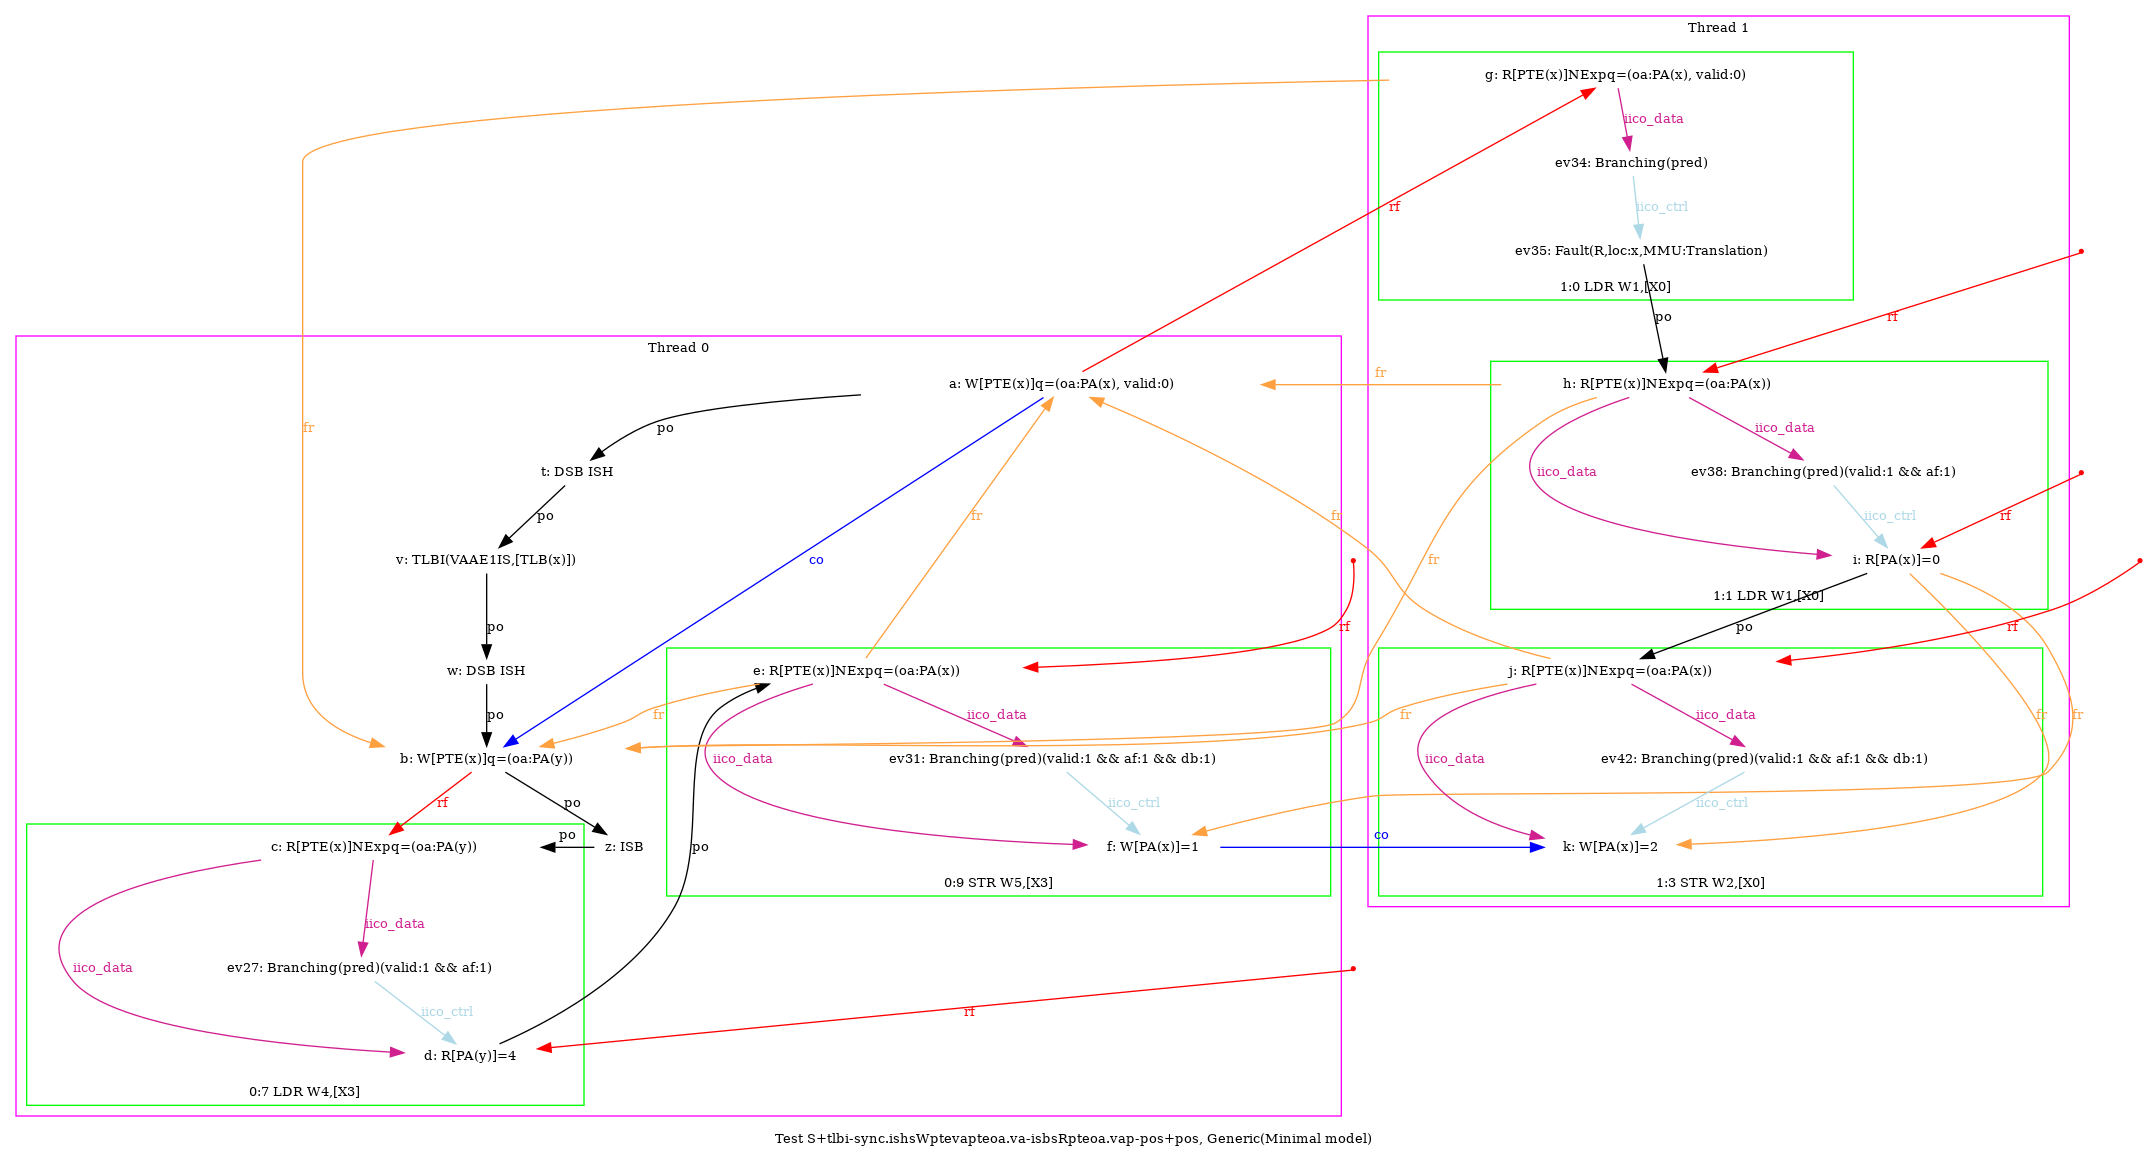 Thread 1
g: R[PTE(x)]NExpq=(oa:PA(x), valid:0)
iico_data
ev34: Branching(pred)
rf
iico_ctrl
ev35: Fault(R,loc:x,MMU:Translation)
1:0 LDR W1,[X0]
po
rf
Thread 0
a: W[PTE(x)]q=(oa:PA(x), valid:0)
fr
h: R[PTE(x)]NExpq=(oa:PA(x))
fr
po
iico_data
t: DSB ISH
iico_data
ev38: Branching(pred)(valid:1 && af:1)
po
fr
fr
iico_ctrl
rf
v: TLBI(VAAE1IS,[TLB(x)])
co
fr
i: R[PA(x)]=0
1:1 LDR W1,[X0]
po
rf
po
rf
w: DSB ISH
e: R[PTE(x)]NExpq=(oa:PA(x))
j: R[PTE(x)]NExpq=(oa:PA(x))
po
fr
iico_data
fr
iico_data
fr
fr
b: W[PTE(x)]q=(oa:PA(y))
iico_data
ev31: Branching(pred)(valid:1 && af:1 && db:1)
iico_data
ev42: Branching(pred)(valid:1 && af:1 && db:1)
rf
po
iico_ctrl
iico_ctrl
c: R[PTE(x)]NExpq=(oa:PA(y))
po
z: ISB
po
f: W[PA(x)]=1
co
k: W[PA(x)]=2
0:9 STR W5,[X3]
1:3 STR W2,[X0]
iico_data
iico_data
ev27: Branching(pred)(valid:1 && af:1)
iico_ctrl
rf
d: R[PA(y)]=4
0:7 LDR W4,[X3]
Test S+tlbi-sync.ishsWptevapteoa.va-isbsRpteoa.vap-pos+pos, Generic(Minimal model)